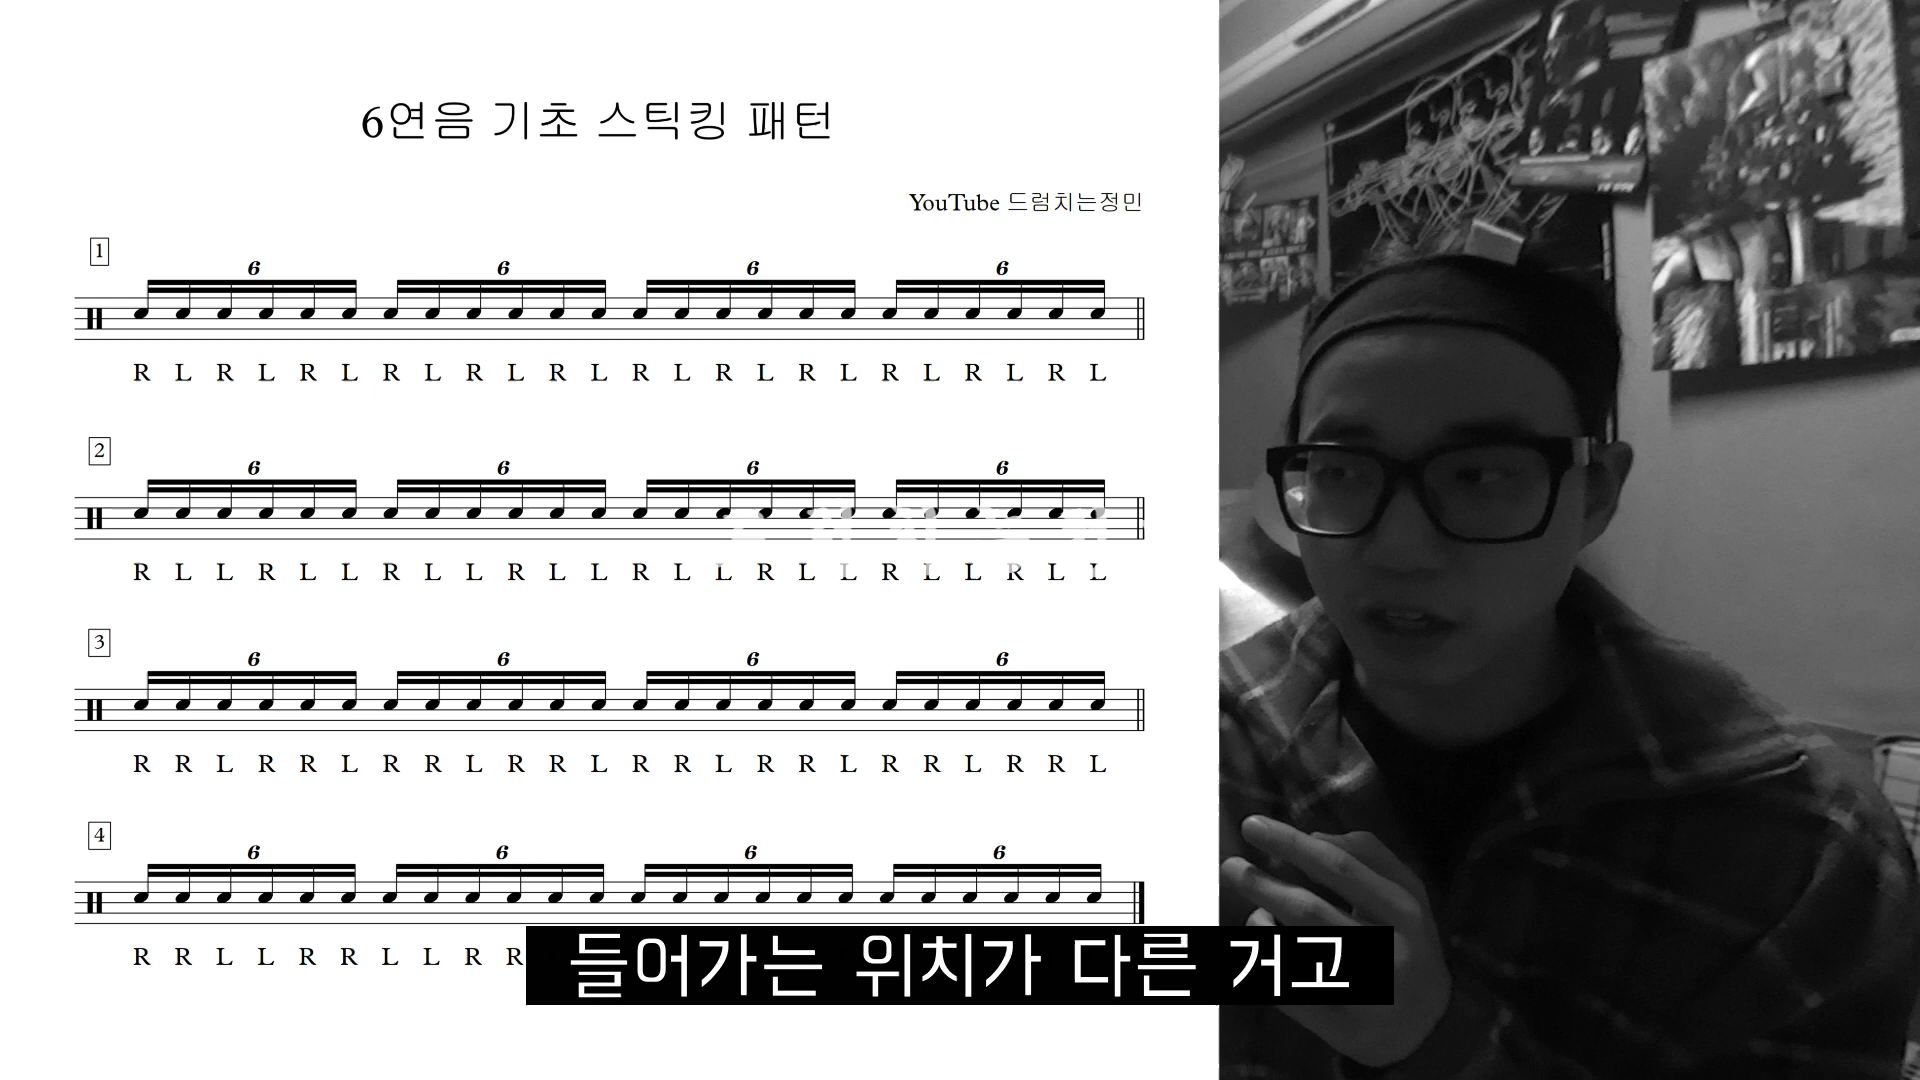 6연음 기초 스틱킹 패턴
YouTube 드럼치는정민
1
6 6 6 6
R L R L R L R L R L R L R L R L R L R L R L R L
2
6 6 6 6
R L L R L L R L L R L L R L L R L L R L L R L L
3
6 6 6 6
R R L R R L R R L R R L R R L R R L R R L R R L
4
6 6 6 6
R R L L R R L L R R
들어가는 위치가 다른 거고